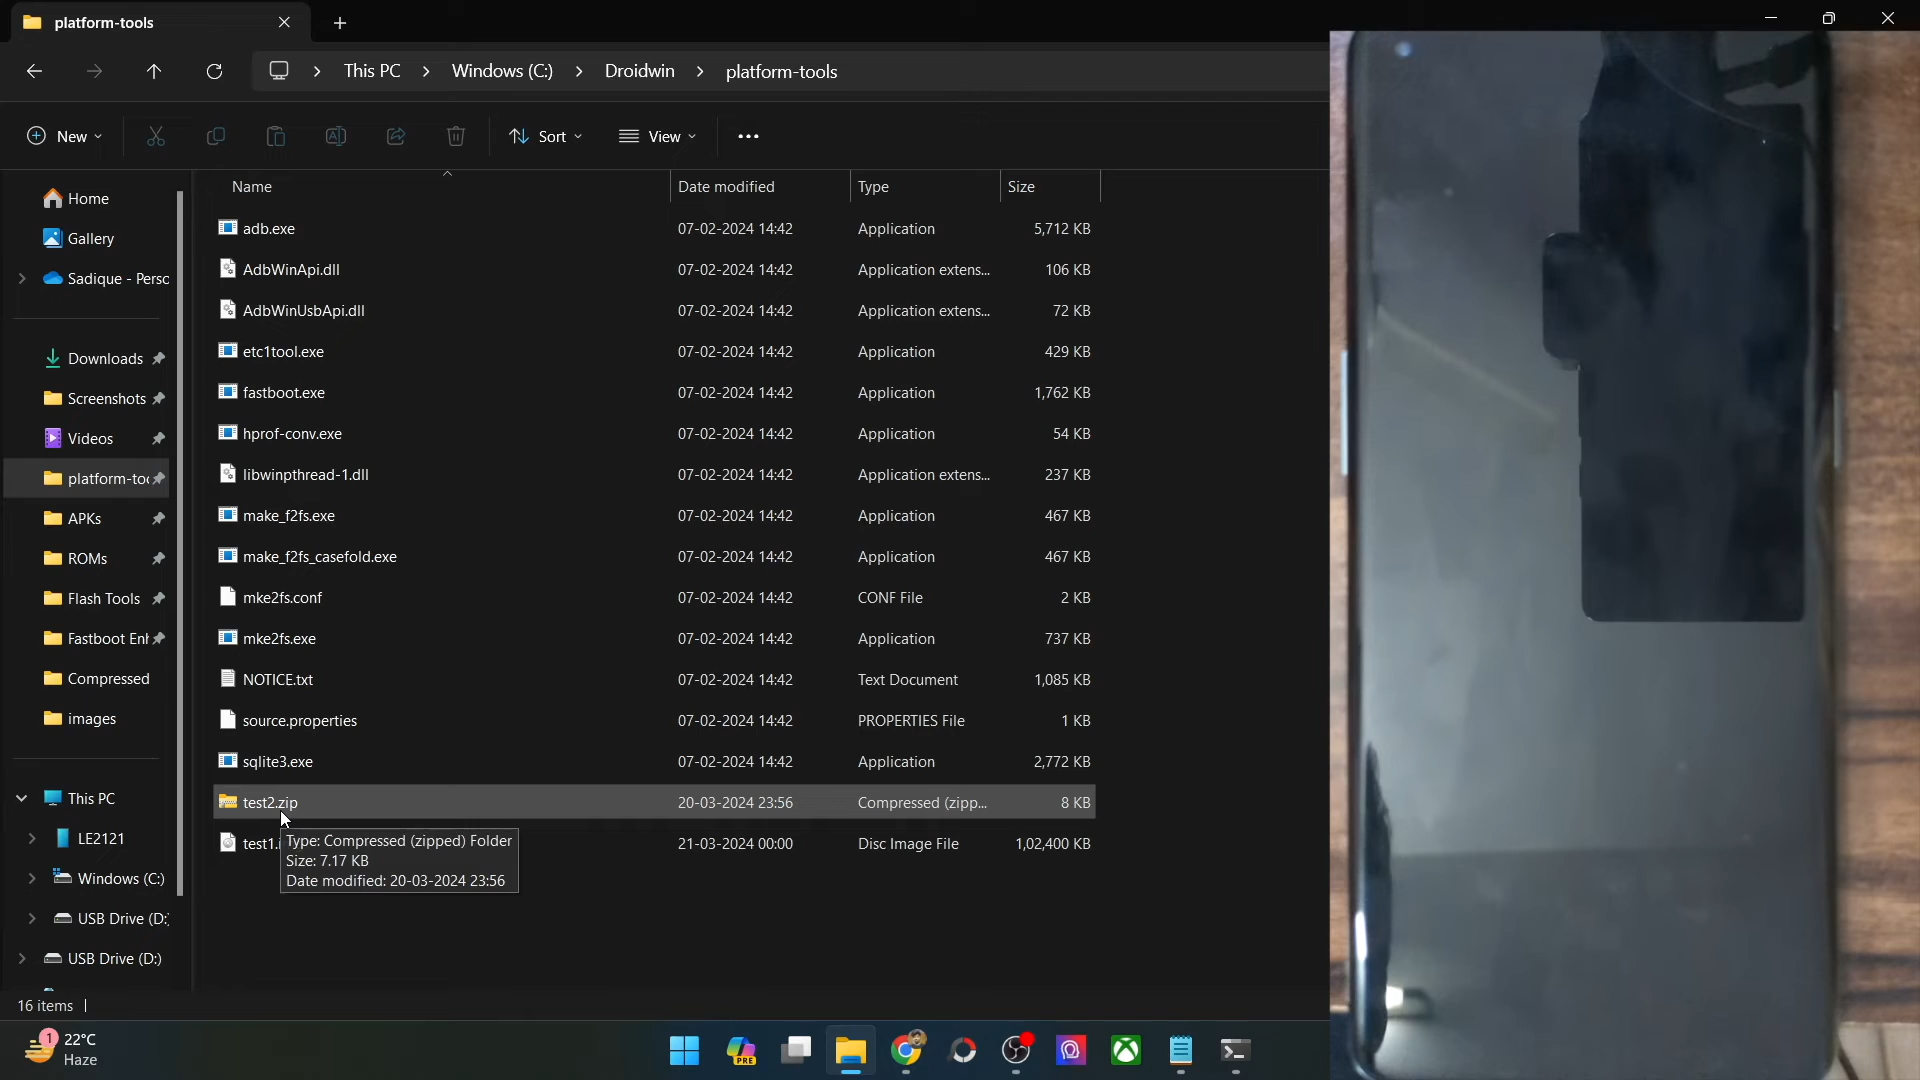 platform-tools
This PC
Windows (C:)
Droidwin
platform-tools
New
Sort
View
Name
Date modified
Type
Size
Home
Gallery
Sadique - Persc
Downloads
Screenshots
Videos
platform-toc
APKs
ROMs
Flash Tools
Fastboot Enl
Compressed
images
This PC
LE2121
Windows (C:)
USB Drive (D:
USB Drive (D:)
adb.exe 07-02-2024 14:42 Application 5,712 KB
AdbWinApi.dll 07-02-2024 14:42 Application extens... 106 KB
AdbWinUsbApi.dll 07-02-2024 14:42 Application extens... 72 KB
etc1tool.exe 07-02-2024 14:42 Application 429 KB
fastboot.exe 07-02-2024 14:42 Application 1,762 KB
hprof-conv.exe 07-02-2024 14:42 Application 54 KB
libwinpthread-1.dll 07-02-2024 14:42 Application extens... 237 KB
make_f2fs.exe 07-02-2024 14:42 Application 467 KB
make_f2fs_casefold.exe 07-02-2024 14:42 Application 467 KB
mke2fs.conf 07-02-2024 14:42 CONF File 2 KB
mke2fs.exe 07-02-2024 14:42 Application 737 KB
NOTICE.txt 07-02-2024 14:42 Text Document 1,085 KB
source.properties 07-02-2024 14:42 PROPERTIES File 1 KB
sqlite3.exe 07-02-2024 14:42 Application 2,772 KB
test2.zip 20-03-2024 23:56 Compressed (zipp... 8 KB
test1.i 21-03-2024 00:00 Disc Image File 1,02,400 KB
Type: Compressed (zipped) Folder
Size: 7.17 KB
Date modified: 20-03-2024 23:56
16 items
1
22°C
Haze
PRE